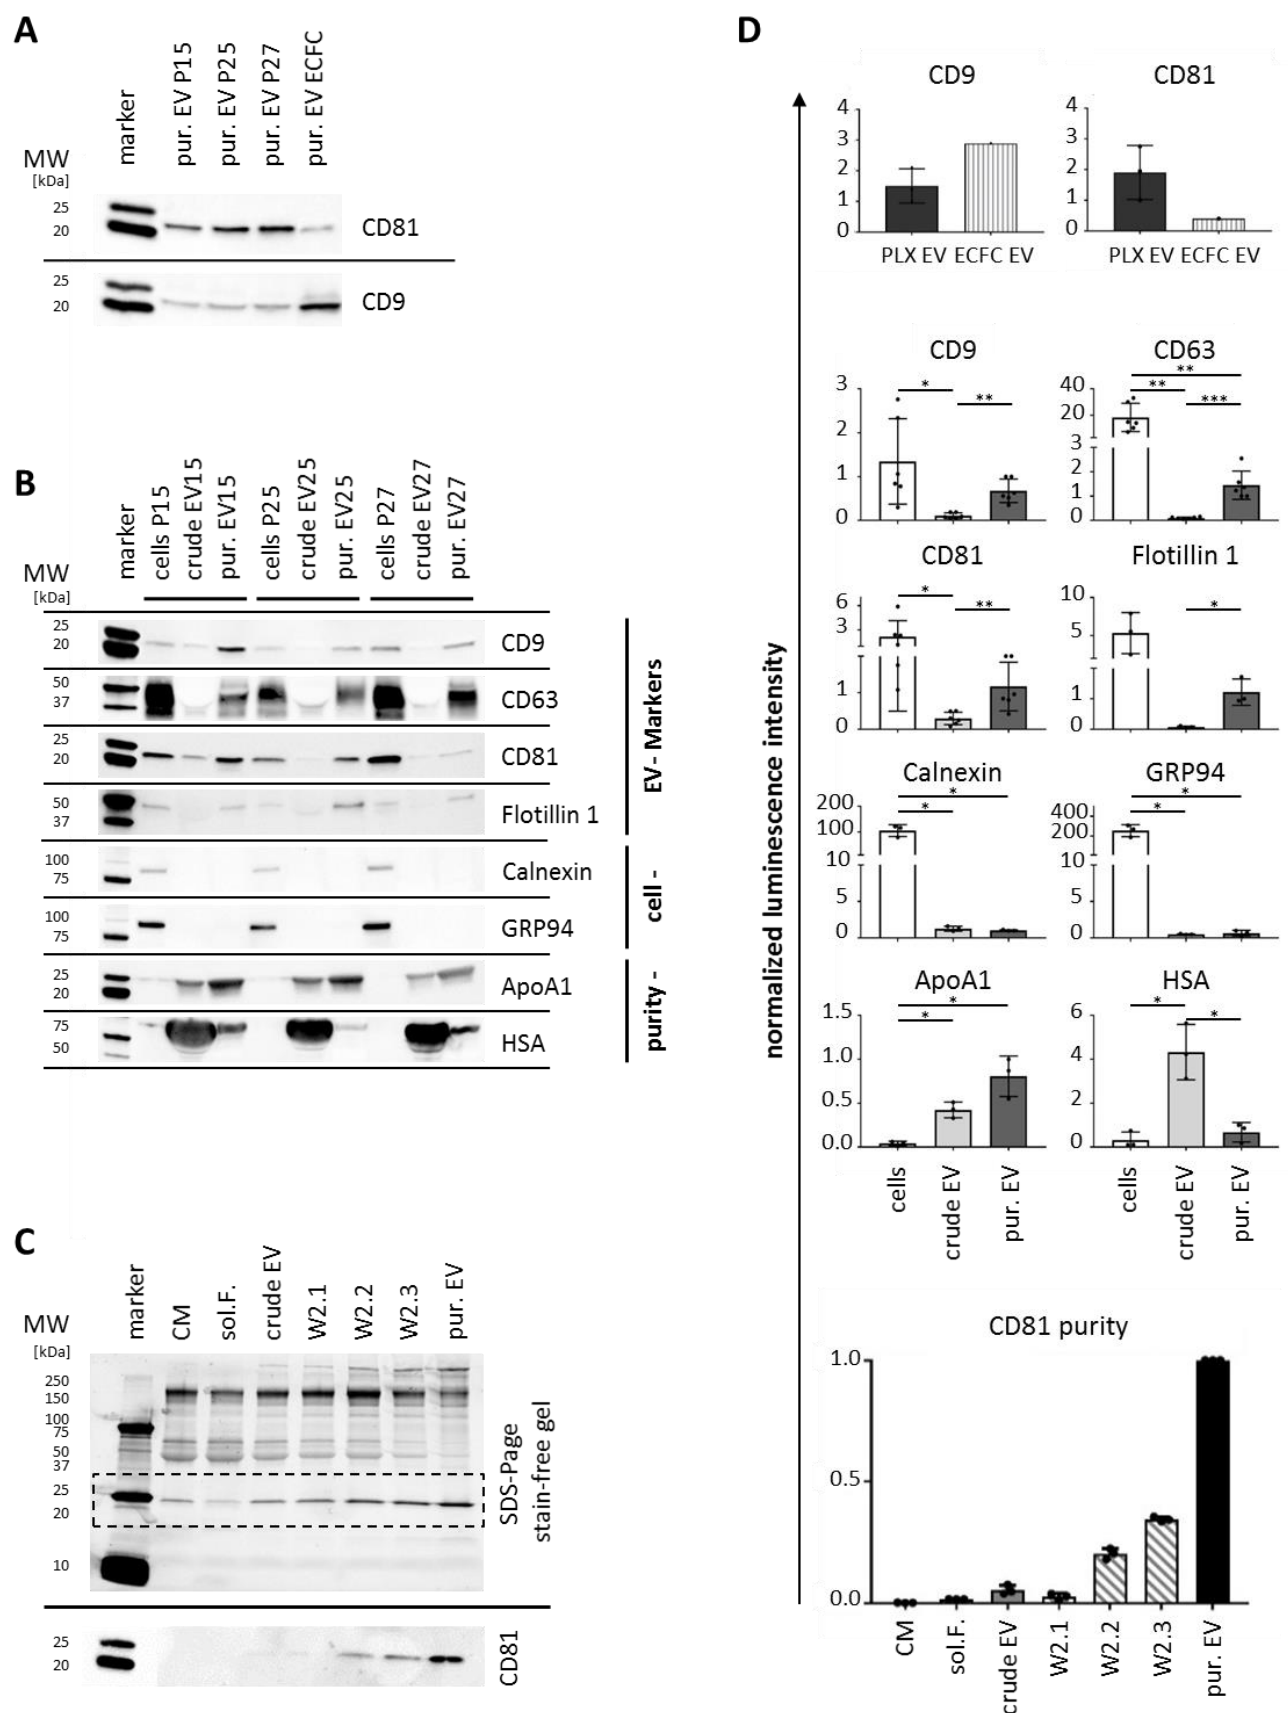 A
marker
pur. EV P15
pur. EV P25
pur. EV P27
pur. EV ECFC
MW
[kDa]
25
20
CD81
25
20
CD9
B
marker
cells P15
crude EV15
pur. EV15
cells P25
crude EV25
pur. EV25
cells P27
crude EV27
pur. EV27
MW
[kDa]
25
20
CD9
50
37
CD63
25
20
CD81
50
37
Flotillin 1
100
75
Calnexin
100
75
GRP94
25
20
ApoA1
75
50
HSA
EV- Markers
cell -
purity -
C
marker
CM
sol.F.
crude EV
W2.1
W2.2
W2.3
pur. EV
MW
[kDa]
250
150
100
75
50
37
25
20
10
SDS-Page
stain-free gel
25
20
CD81
D
normalized luminescence intensity
CD9
4
3
2
1
0
PLX EV ECFC EV
CD81
4
3
2
1
0
PLX EV ECFC EV
CD9
3
2
1
0
*
**
CD63
40
20
3
2
1
0
**
**
***
CD81
6
3
1
0
*
**
Flotillin 1
10
5
1
0
*
Calnexin
200
100
10
5
0
*
*
GRP94
400
200
10
5
0
*
*
ApoA1
1.5
1.0
0.5
0.0
*
*
cells
crude EV
pur. EV
HSA
6
4
2
0
*
*
cells
crude EV
pur. EV
CD81 purity
1.0
0.5
0.0
CM
sol.F.
crude EV
W2.1
W2.2
W2.3
pur. EV